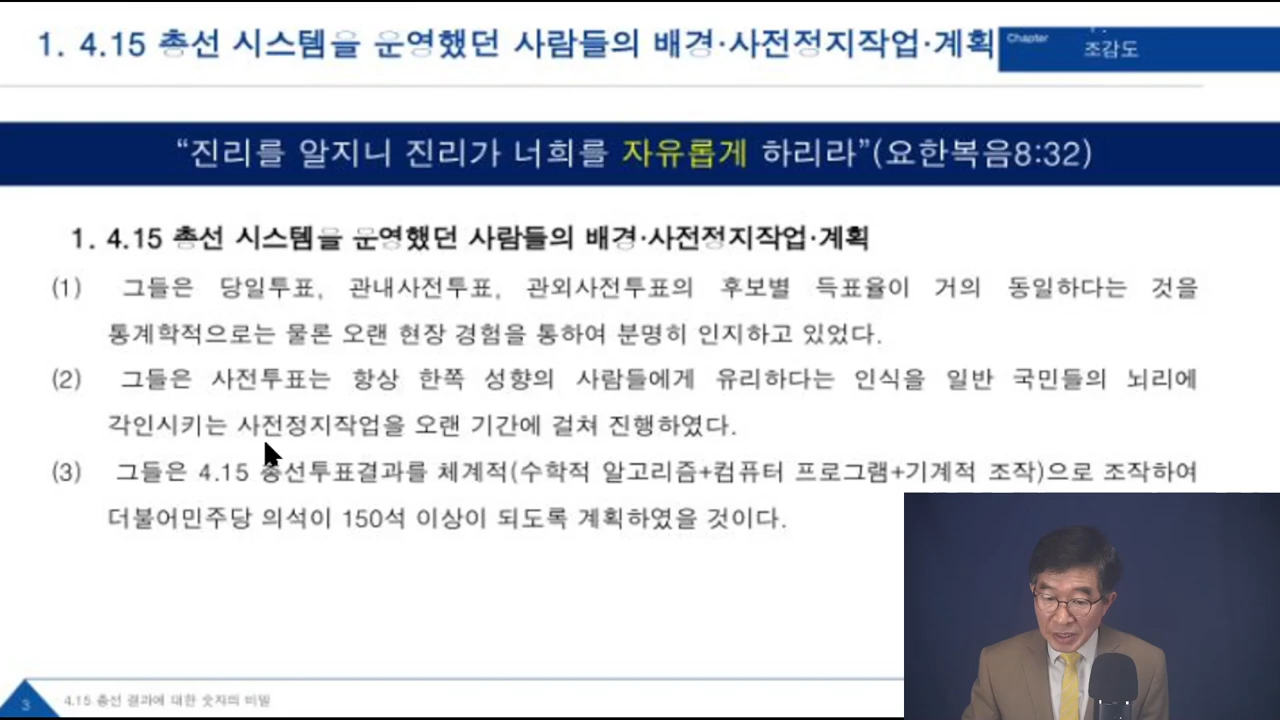 1. 4.15 총선 시스템을 운영했던 사람들의 배경·사전정지작업·계획
Chapter
조감도
“진리를 알지니 진리가 너희를 자유롭게 하리라”(요한복음8:32)
1. 4.15 총선 시스템을 운영했던 사람들의 배경·사전정지작업·계획
(1) 그들은 당일투표, 관내사전투표, 관외사전투표의 후보별 득표율이 거의 동일하다는 것을
통계학적으로는 물론 오랜 현장 경험을 통하여 분명히 인지하고 있었다.
(2) 그들은 사전투표는 항상 한쪽 성향의 사람들에게 유리하다는 인식을 일반 국민들의 뇌리에
각인시키는 사전정지작업을 오랜 기간에 걸쳐 진행하였다.
(3) 그들은 4.15 총선투표결과를 체계적(수학적 알고리즘+컴퓨터 프로그램+기계적 조작)으로 조작하여
더불어민주당 의석이 150석 이상이 되도록 계획하였을 것이다.
3
4.15 총선 결과에 대한 숫자의 비밀